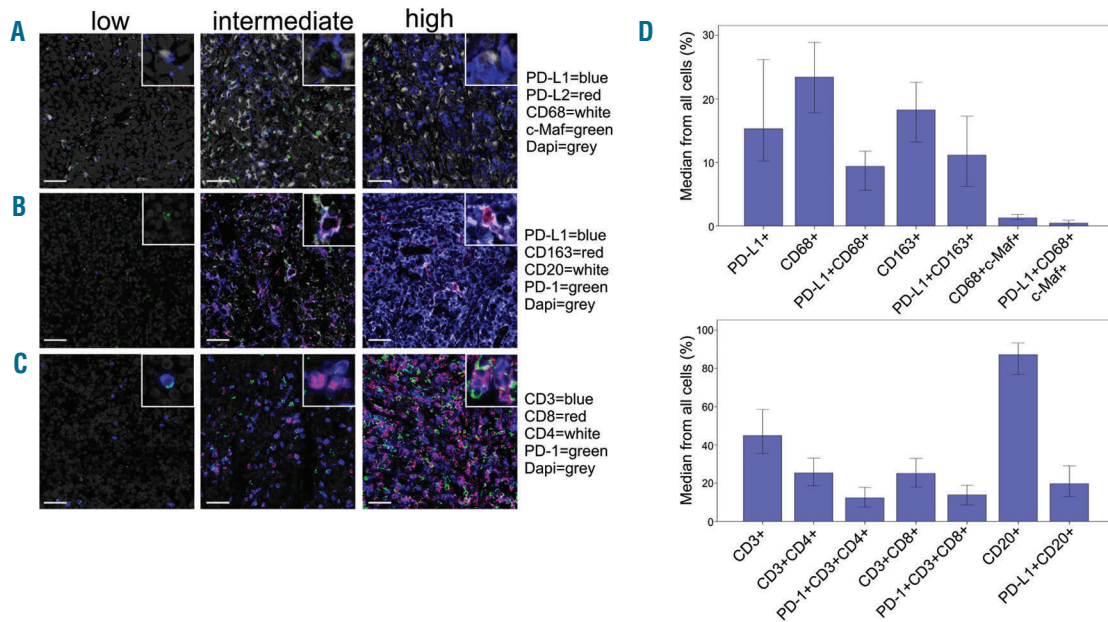 low intermediate high
A
PD-L1=blue
PD-L2=red
CD68=white
c-Maf=green
Dapi=grey
B
PD-L1=blue
CD163=red
CD20=white
PD-1=green
Dapi=grey
C
CD3=blue
CD8=red
CD4=white
PD-1=green
Dapi=grey
D
Median from all cells (%)
30
20
10
0
PD-L1+
CD68+
PD-L1+CD68+
CD163+
PD-L1+CD163+
CD68+c-Maf+
PD-L1+CD68+
c-Maf+
Median from all cells (%)
100
80
60
40
20
0
CD3+
CD3+CD4+
PD-1+CD3+CD4+
CD3+CD8+
PD-1+CD3+CD8+
CD20+
PD-L1+CD20+